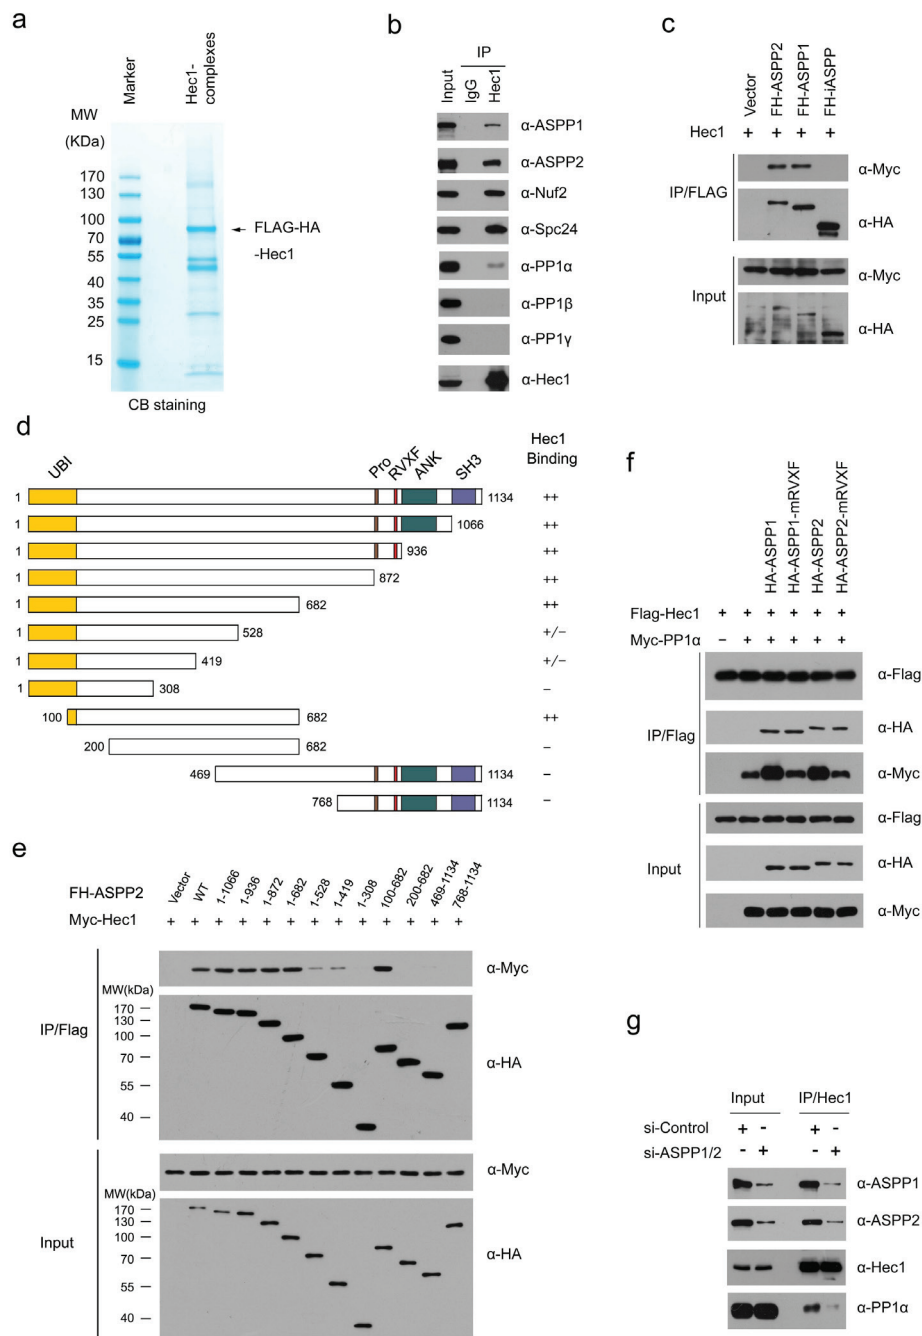 a
MW
(KDa)
Marker
Hec1-
complexes
170
130
100
70
55
40
35
25
15
FLAG-HA
-Hec1
CB staining
b
IP
Input
IgG
Hec1
α-ASPP1
α-ASPP2
α-Nuf2
α-Spc24
α-PP1α
α-PP1β
α-PP1γ
α-Hec1
c
Vector
FH-ASPP2
FH-ASPP1
FH-iASPP
Hec1 + + + +
IP/FLAG
α-Myc
α-HA
Input
α-Myc
α-HA
d
Hec1
Binding
UBI
Pro
RVXF
ANK
SH3
1 1134 ++
1 1066 ++
1 936 ++
1 872 ++
1 682 ++
1 528 +/−
1 419 +/−
1 308 −
100 682 ++
200 682 −
469 1134 −
768 1134 −
e
FH-ASPP2
Vector
WT
1-1066
1-936
1-872
1-682
1-528
1-419
1-308
100-682
200-682
469-1134
768-1134
Myc-Hec1 + + + + + + + + + + + + +
IP/Flag
α-Myc
MW(kDa)
170
130
100
70
55
40
α-HA
Input
α-Myc
MW(kDa)
170
130
100
70
55
40
α-HA
f
HA-ASPP1
HA-ASPP1-mRVXF
HA-ASPP2
HA-ASPP2-mRVXF
Flag-Hec1 + + + + + +
Myc-PP1α − + + + + +
IP/Flag
α-Flag
α-HA
α-Myc
Input
α-Flag
α-HA
α-Myc
g
Input IP/Hec1
si-Control + - + -
si-ASPP1/2 - + - +
α-ASPP1
α-ASPP2
α-Hec1
α-PP1α